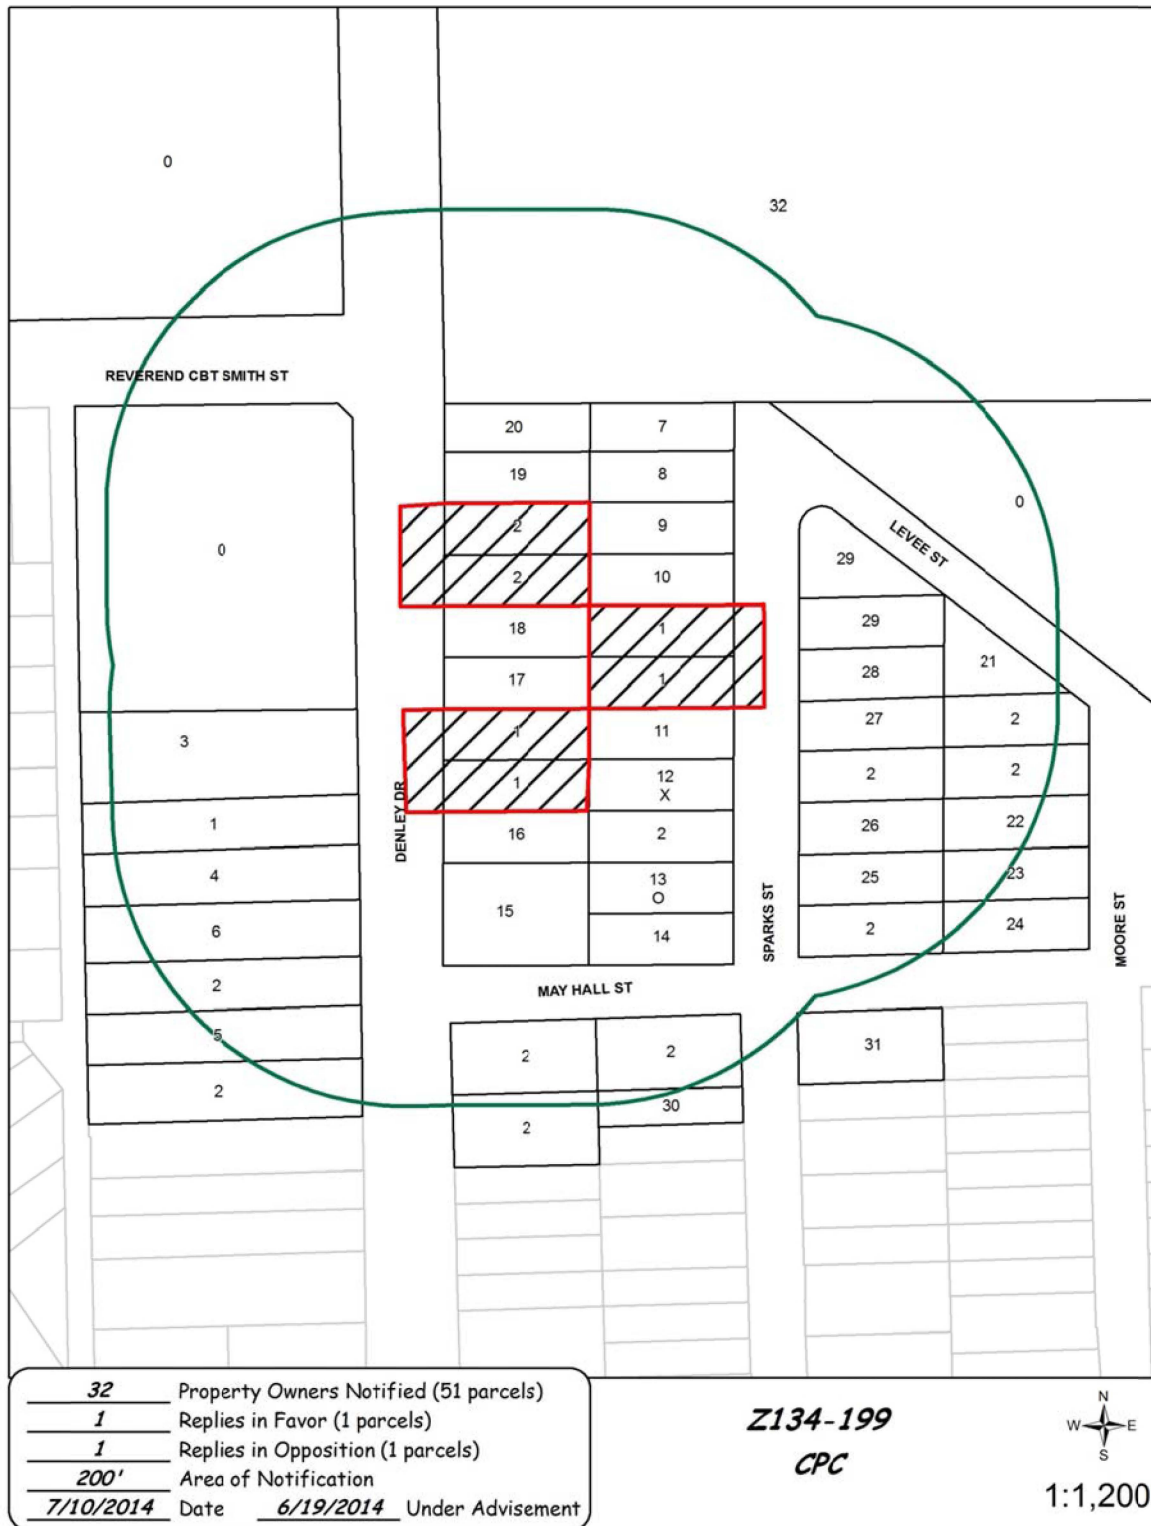 0
32
REVEREND CBT SMITH ST
20 7
19 8
2 9
0
0
LEVEE ST
29
2 10
18 1
29
17 1
28
21
3
1 11
27 2
DENLEY DR
1
12
X
2 2
1
16 2
26 22
4
15
13
O
25 23
6
14
SPARKS ST
2 24
MOORE ST
2
MAY HALL ST
5
2 2
31
2
2
30
32 Property Owners Notified (51 parcels)
1 Replies in Favor (1 parcels)
1 Replies in Opposition (1 parcels)
200' Area of Notification
7/10/2014 Date 6/19/2014 Under Advisement
Z134-199
CPC
N
W E
S
1:1,200